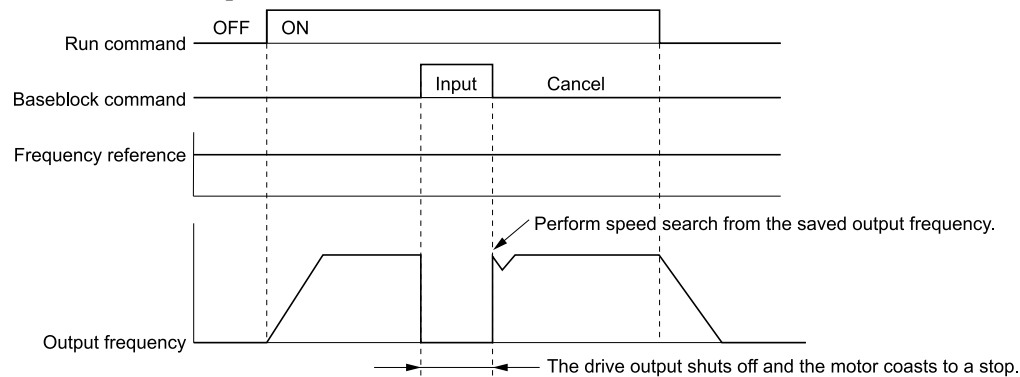 OFF ON
Run command
Input Cancel
Baseblock command
Frequency reference
Perform speed search from the saved output frequency.
Output frequency
The drive output shuts off and the motor coasts to a stop.